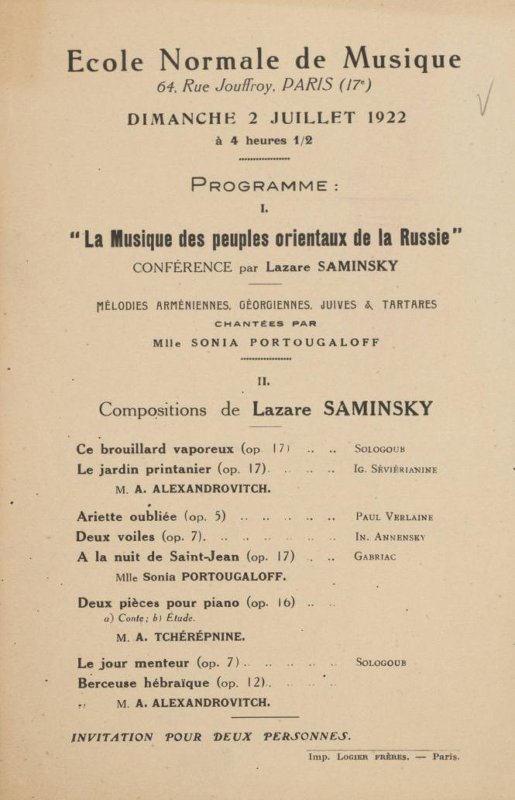 Ecole Normale de Musique
64, Rue Jouffroy, PARIS (17e)
DIMANCHE 2 JUILLET 1922
à 4 heures 1/2
PROGRAMME :
I.
"La Musique des peuples orientaux de la Russie"
CONFÉRENCE par Lazare SAMINSKY
MÉLODIES ARMÉNIENNES, GÉORGIENNES, JUIVES & TARTARES
CHANTÉES PAR
Mlle SONIA PORTOUGALOFF
II.
Compositions de Lazare SAMINSKY
Ce brouillard vaporeux (op. 17) .. .. SOLOGOUB
Le jardin printanier (op. 17). .. .. IG. SÉVIÉRIANINE
M. A. ALEXANDROVITCH.
Ariette oubliée (op. 5) .. .. .. .. PAUL VERLAINE
Deux voiles (op. 7). .. .. .. .. IN. ANNENSKY
A la nuit de Saint-Jean (op. 17) .. .. GABRIAC
Mlle Sonia PORTOUGALOFF.
Deux pièces pour piano (op. 16) .. ..
a) Conte; b) Étude.
M. A. TCHÉRÉPNINE.
Le jour menteur (op. 7) .. .. .. .. SOLOGOUB
Berceuse hébraïque (op. 12). .. .. ..
M. A. ALEXANDROVITCH.
INVITATION POUR DEUX PERSONNES.
Imp. LOGIER FRÈRES. — Paris.